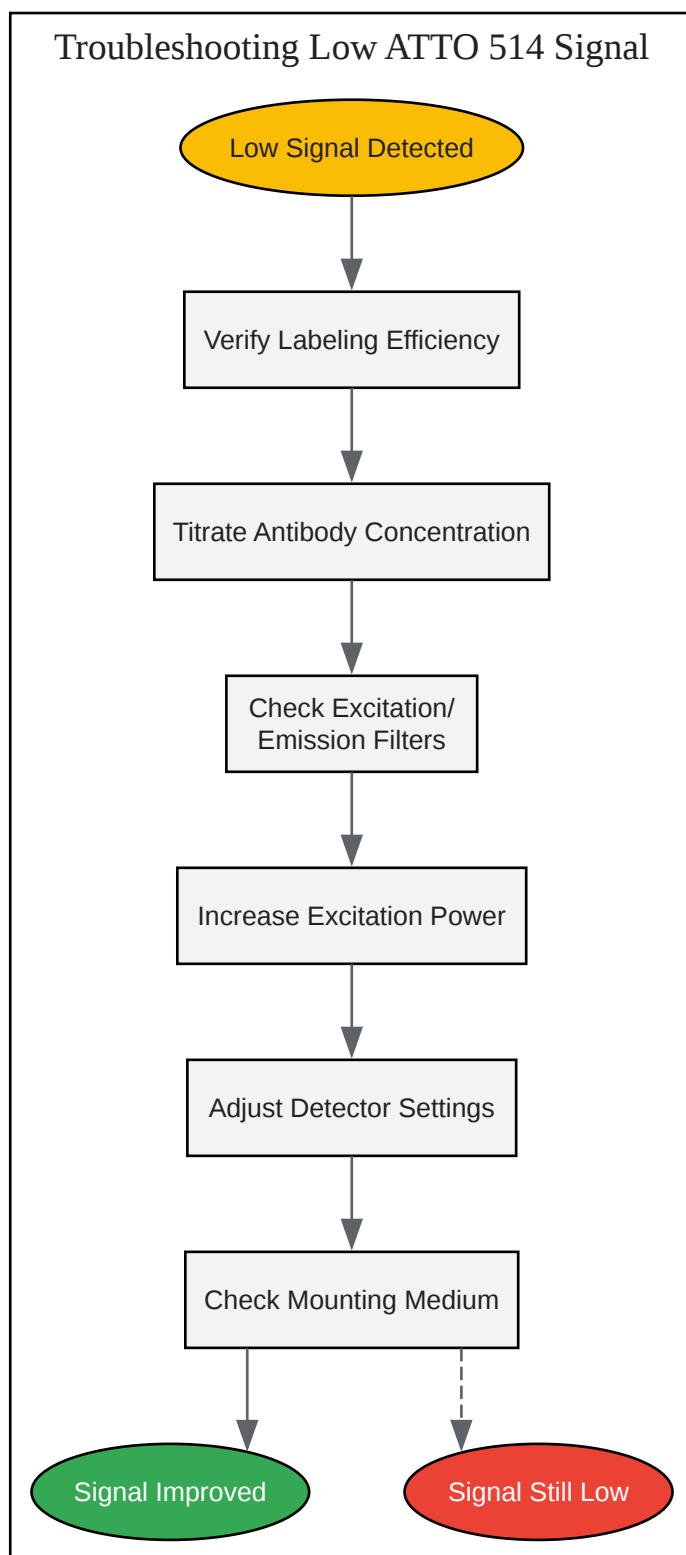 Troubleshooting Low ATTO 514 Signal
Low Signal Detected
Verify Labeling Efficiency
Titrate Antibody Concentration
Check Excitation/
Emission Filters
Increase Excitation Power
Adjust Detector Settings
Check Mounting Medium
Signal Improved
Signal Still Low